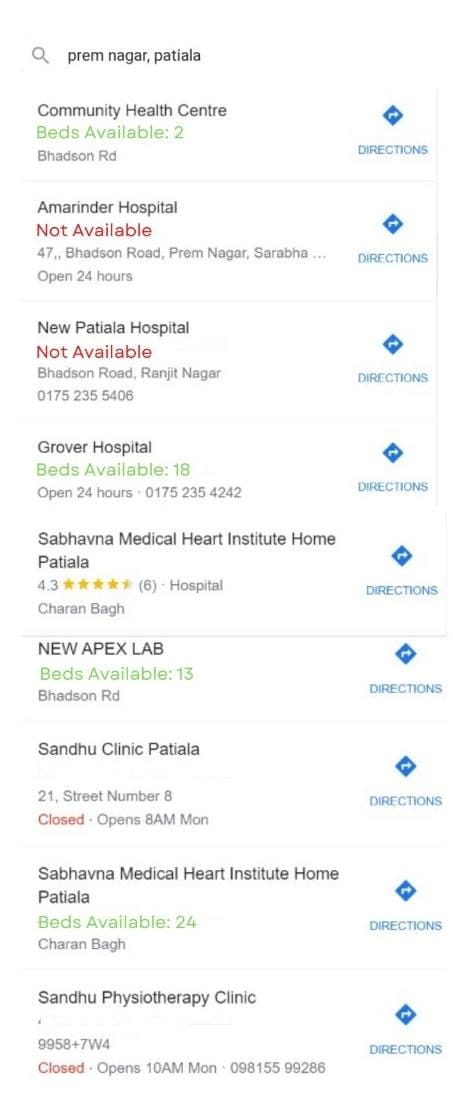 prem nagar, patiala
Community Health Centre
Beds Available: 2
Bhadson Rd
DIRECTIONS
Amarinder Hospital
Not Available
47,, Bhadson Road, Prem Nagar, Sarabha ...
Open 24 hours
DIRECTIONS
New Patiala Hospital
Not Available
Bhadson Road, Ranjit Nagar
0175 235 5406
DIRECTIONS
Grover Hospital
Beds Available: 18
Open 24 hours · 0175 235 4242
DIRECTIONS
Sabhavna Medical Heart Institute Home
Patiala
4.3 ★★★★★ (6) · Hospital
Charan Bagh
DIRECTIONS
NEW APEX LAB
Beds Available: 13
Bhadson Rd
DIRECTIONS
Sandhu Clinic Patiala
21, Street Number 8
Closed · Opens 8AM Mon
DIRECTIONS
Sabhavna Medical Heart Institute Home
Patiala
Beds Available: 24
Charan Bagh
DIRECTIONS
Sandhu Physiotherapy Clinic
9958+7W4
Closed · Opens 10AM Mon · 098155 99286
DIRECTIONS